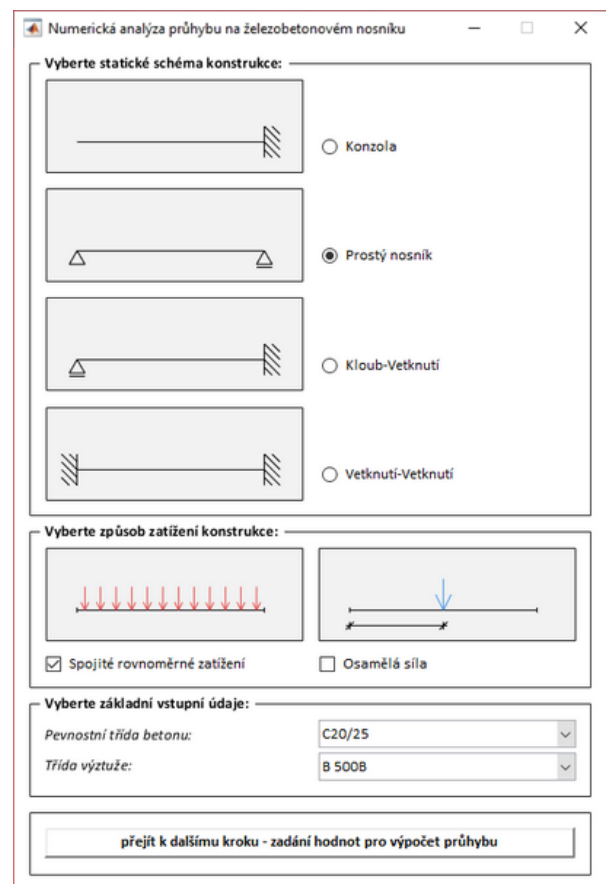 Numerická analýza průhybu na železobetonovém nosníku
Vyberte statické schéma konstrukce:
Konzola
Prostý nosník
Kloub-Vetknutí
Vetknutí-Vetknutí
Vyberte způsob zatížení konstrukce:
Spojité rovnoměrné zatížení
Osamělá síla
Vyberte základní vstupní údaje:
Pevnostní třída betonu:
C20/25
Třída výztuže:
B 500B
přejít k dalšímu kroku - zadání hodnot pro výpočet průhybu